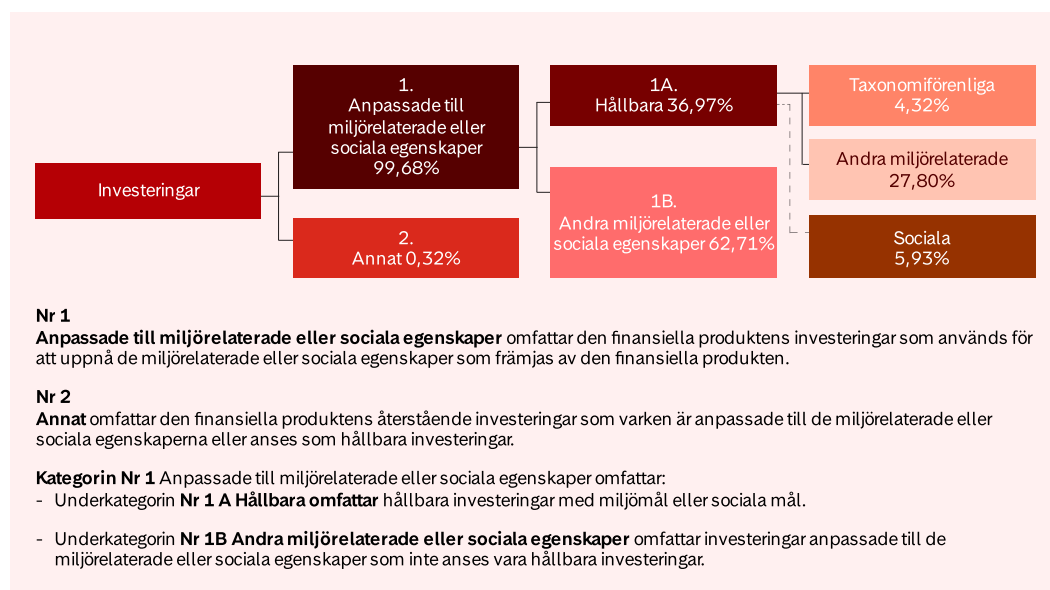 Investeringar
1.
Anpassade till
miljörelaterade eller
sociala egenskaper
99,68%
2.
Annat 0,32%
1A.
Hållbara 36,97%
1B.
Andra miljörelaterade eller
sociala egenskaper 62,71%
Taxonomiförenliga
4,32%
Andra miljörelaterade
27,80%
Sociala
5,93%
Nr 1
Anpassade till miljörelaterade eller sociala egenskaper omfattar den finansiella produktens investeringar som används för
att uppnå de miljörelaterade eller sociala egenskaper som främjas av den finansiella produkten.
Nr 2
Annat omfattar den finansiella produktens återstående investeringar som varken är anpassade till de miljörelaterade eller
sociala egenskaperna eller anses som hållbara investeringar.
Kategorin Nr 1 Anpassade till miljörelaterade eller sociala egenskaper omfattar:
- Underkategorin Nr 1 A Hållbara omfattar hållbara investeringar med miljömål eller sociala mål.
- Underkategorin Nr 1B Andra miljörelaterade eller sociala egenskaper omfattar investeringar anpassade till de
miljörelaterade eller sociala egenskaper som inte anses vara hållbara investeringar.